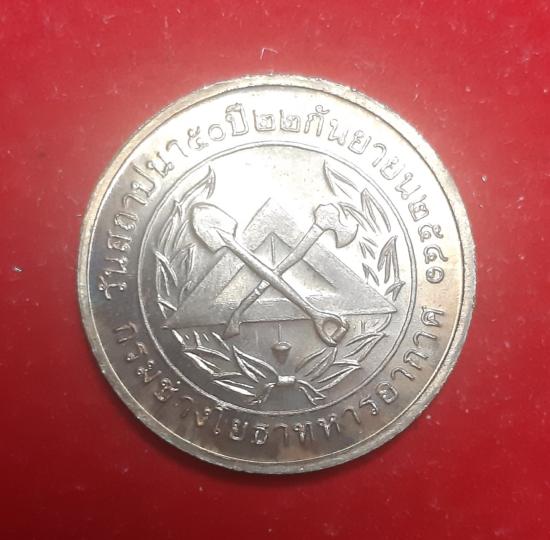 วันสถาปนา๕๐ปี๒๒กันยายน๒๕๔๑
กรมช่างโยธาทหารอากาศ